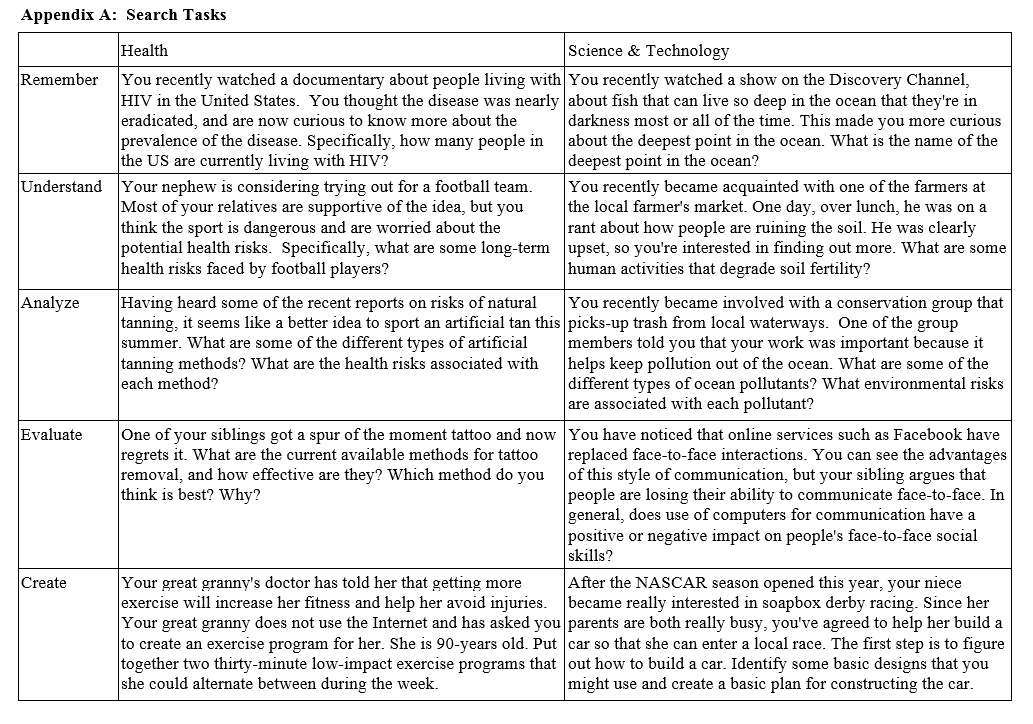 Appendix A: Search Tasks
Health
Science & Technology
Remember
You recently watched a documentary about people living with
HIV in the United States. You thought the disease was nearly
eradicated, and are now curious to know more about the
prevalence of the disease. Specifically, how many people in
the US are currently living with HIV?
You recently watched a show on the Discovery Channel,
about fish that can live so deep in the ocean that they're in
darkness most or all of the time. This made you more curious
about the deepest point in the ocean. What is the name of the
deepest point in the ocean?
Understand
Your nephew is considering trying out for a football team.
Most of your relatives are supportive of the idea, but you
think the sport is dangerous and are worried about the
potential health risks. Specifically, what are some long-term
health risks faced by football players?
You recently became acquainted with one of the farmers at
the local farmer's market. One day, over lunch, he was on a
rant about how people are ruining the soil. He was clearly
upset, so you're interested in finding out more. What are some
human activities that degrade soil fertility?
Analyze
Having heard some of the recent reports on risks of natural
tanning, it seems like a better idea to sport an artificial tan this
summer. What are some of the different types of artificial
tanning methods? What are the health risks associated with
each method?
You recently became involved with a conservation group that
picks-up trash from local waterways. One of the group
members told you that your work was important because it
helps keep pollution out of the ocean. What are some of the
different types of ocean pollutants? What environmental risks
are associated with each pollutant?
Evaluate
One of your siblings got a spur of the moment tattoo and now
regrets it. What are the current available methods for tattoo
removal, and how effective are they? Which method do you
think is best? Why?
You have noticed that online services such as Facebook have
replaced face-to-face interactions. You can see the advantages
of this style of communication, but your sibling argues that
people are losing their ability to communicate face-to-face. In
general, does use of computers for communication have a
positive or negative impact on people's face-to-face social
skills?
Create
Your great granny's doctor has told her that getting more
exercise will increase her fitness and help her avoid injuries.
Your great granny does not use the Internet and has asked you
to create an exercise program for her. She is 90-years old. Put
together two thirty-minute low-impact exercise programs that
she could alternate between during the week.
After the NASCAR season opened this year, your niece
became really interested in soapbox derby racing. Since her
parents are both really busy, you've agreed to help her build a
car so that she can enter a local race. The first step is to figure
out how to build a car. Identify some basic designs that you
might use and create a basic plan for constructing the car.